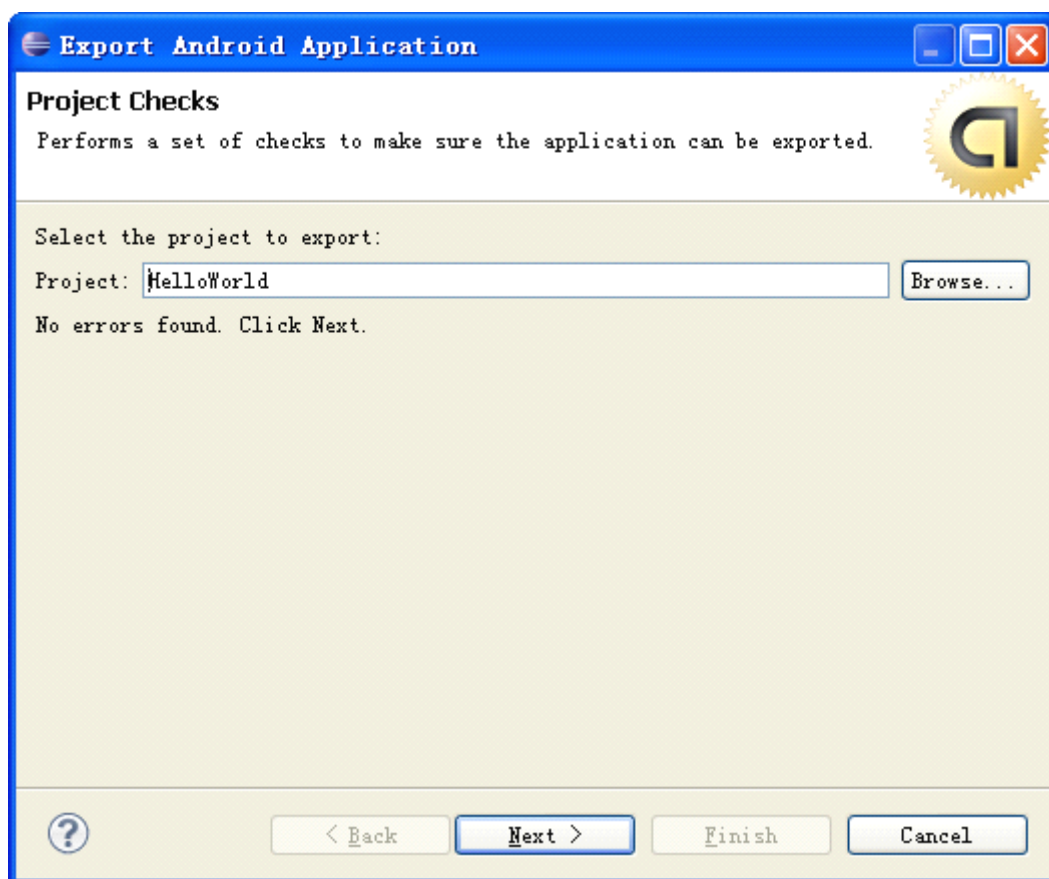 Export Android Application
Project Checks
Performs a set of checks to make sure the application can be exported.
Select the project to export:
Project: HelloWorld Browse...
No errors found. Click Next.
? < Back Next > Finish Cancel